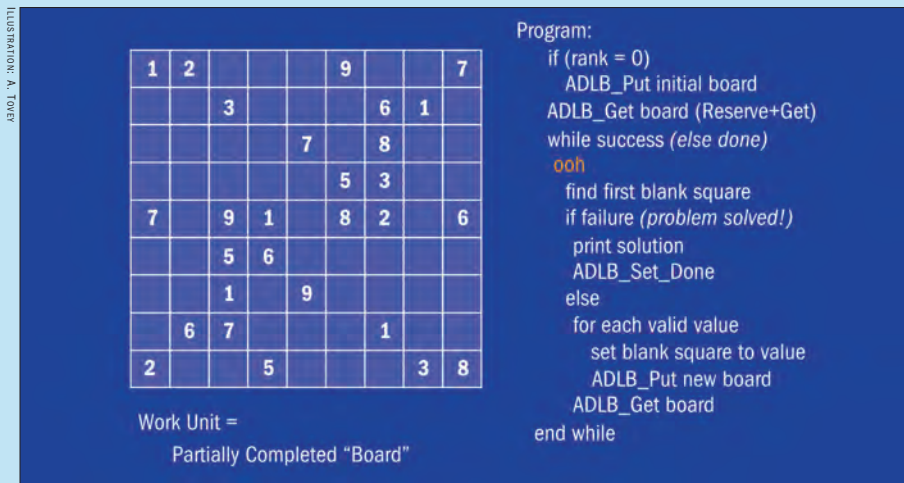 ILLUSTRATION: A. TOVEY
1 2 9 7
3 6 1
7 8
5 3
7 9 1 8 2 6
5 6
1 9
6 7 1
2 5 3 8
Work Unit =
Partially Completed “Board”
Program:
if (rank = 0)
ADLB_Put initial board
ADLB_Get board (Reserve+Get)
while success (else done)
ooh
find first blank square
if failure (problem solved!)
print solution
ADLB_Set_Done
else
for each valid value
set blank square to value
ADLB_Put new board
ADLB_Get board
end while